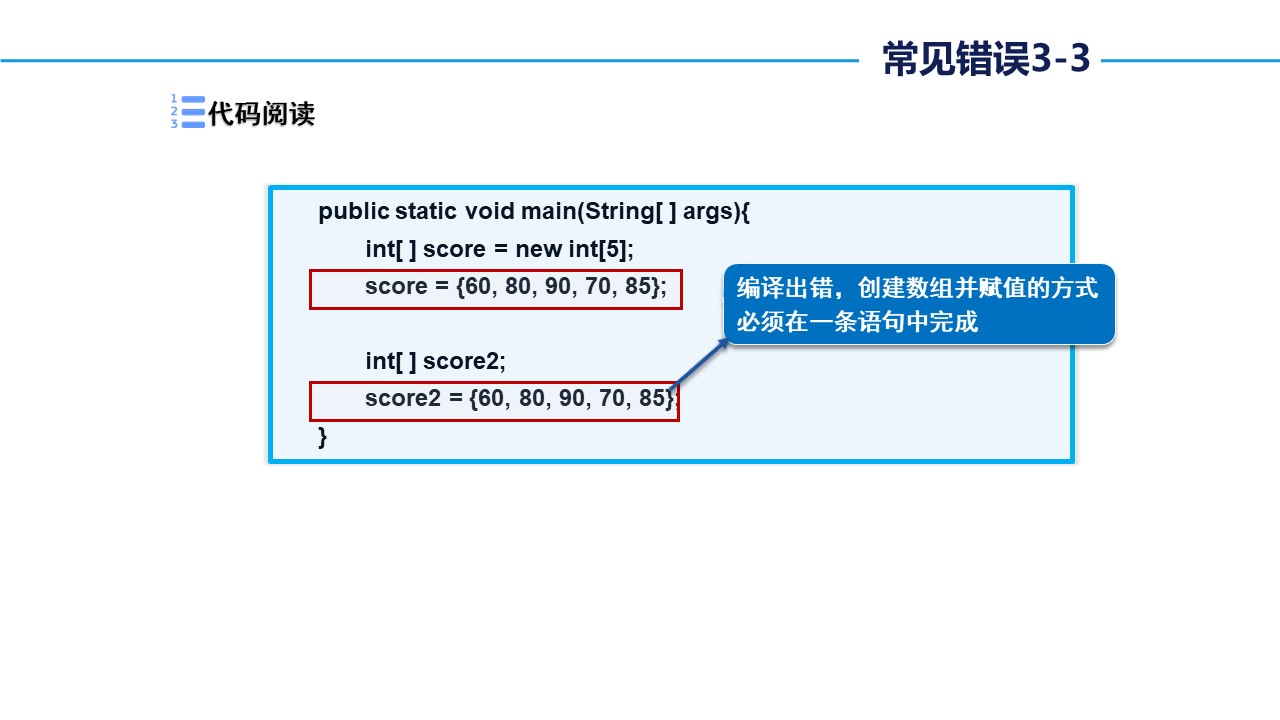 常见错误3-3
1
2
3
代码阅读
public static void main(String[ ] args){
int[ ] score = new int[5];
score = {60, 80, 90, 70, 85};
编译出错，创建数组并赋值的方式
必须在一条语句中完成
int[ ] score2;
score2 = {60, 80, 90, 70, 85};
}